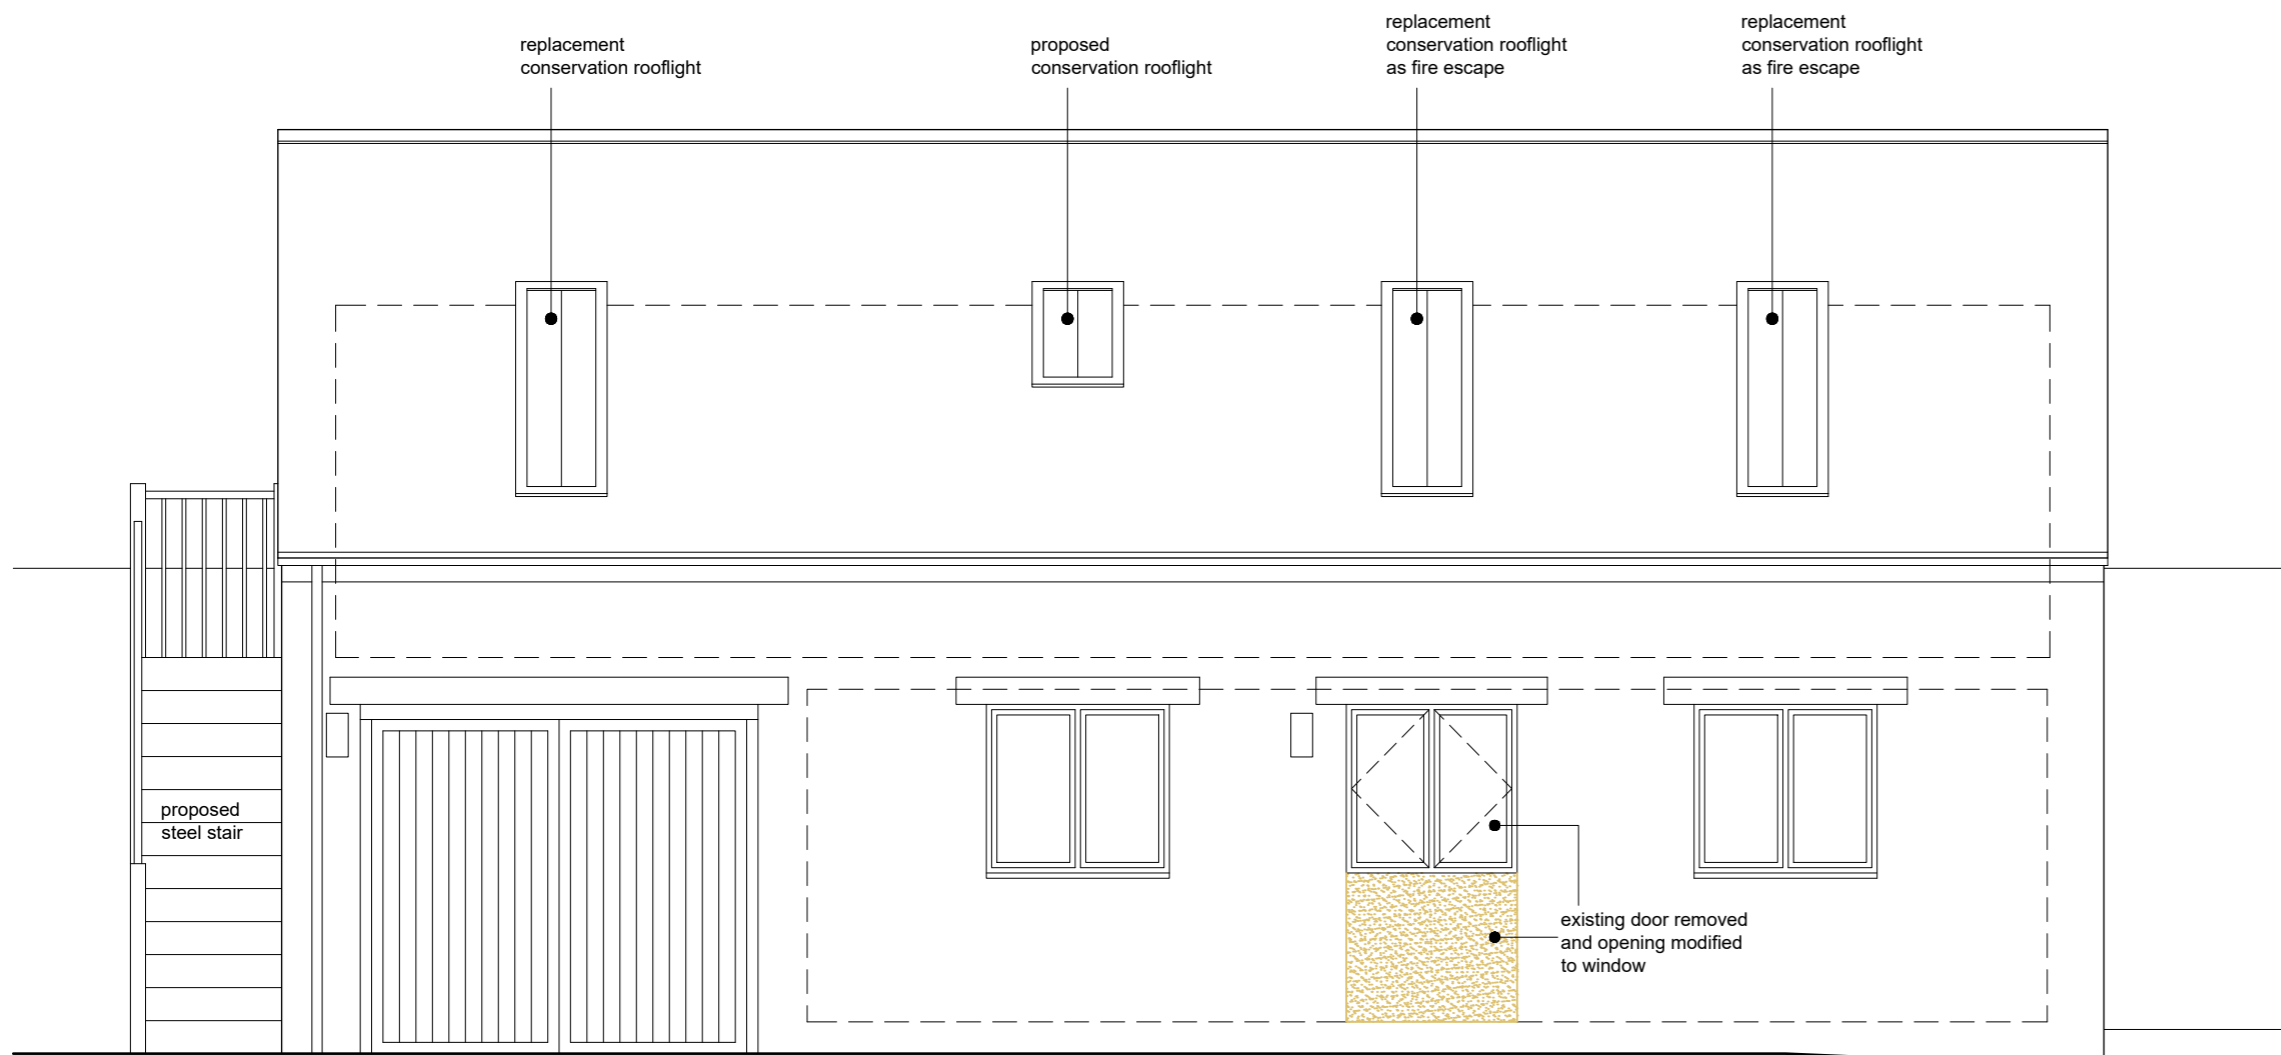 replacement
conservation rooflight
proposed
conservation rooflight
replacement
conservation rooflight
as fire escape
replacement
conservation rooflight
as fire escape
proposed
steel stair
existing door removed
and opening modified
to window